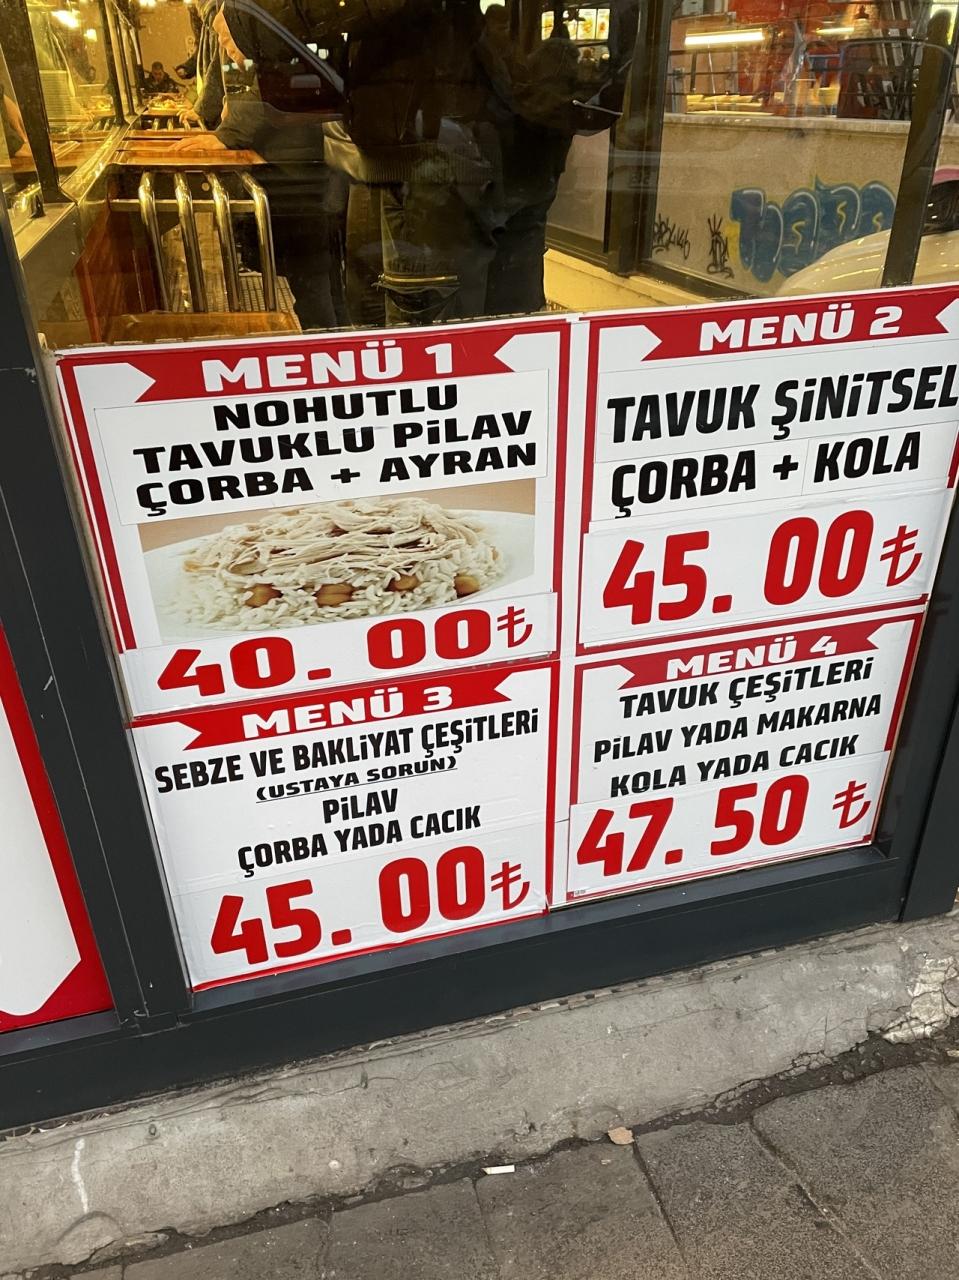 MENÜ 1
NOHUTLU
TAVUKLU PİLAV
ÇORBA + AYRAN
40. 00₺
MENÜ 2
TAVUK ŞİNİTSEL
ÇORBA + KOLA
45. 00₺
MENÜ 3
SEBZE VE BAKLİYAT ÇEŞİTLERİ
(USTAYA SORUN)
PİLAV
ÇORBA YADA CACIK
45. 00₺
MENÜ 4
TAVUK ÇEŞİTLERİ
PİLAV YADA MAKARNA
KOLA YADA CACIK
47. 50 ₺